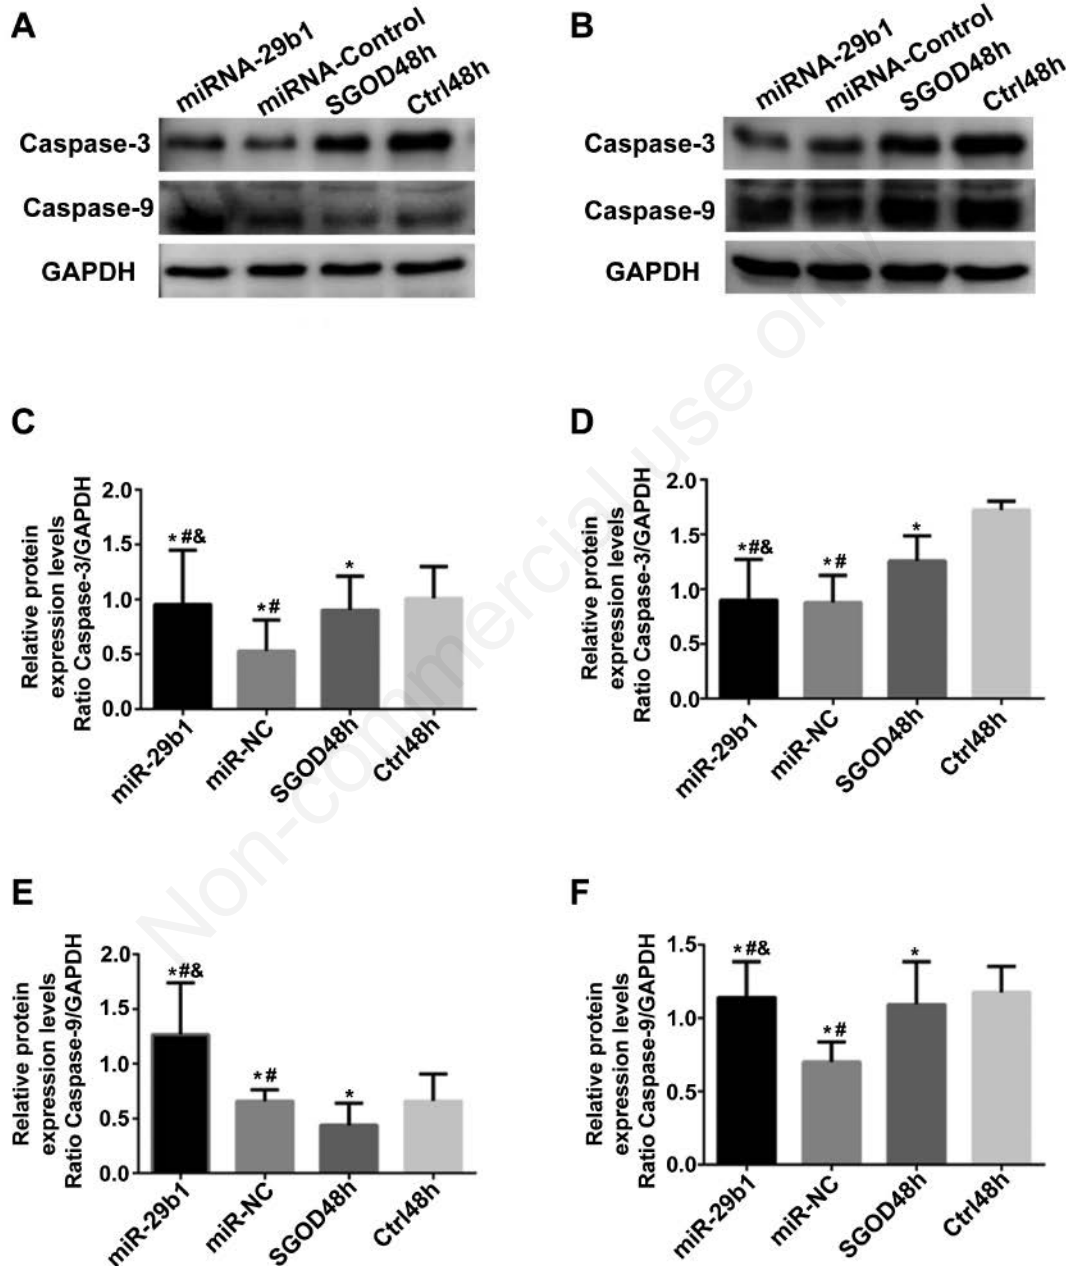 A
miRNA-29b1
miRNA-Control
SGOD48h
Ctrl48h
Caspase-3
Caspase-9
GAPDH
B
miRNA-29b1
miRNA-Control
SGOD48h
Ctrl48h
Caspase-3
Caspase-9
GAPDH
C
Relative protein
expression levels
Ratio Caspase-3/GAPDH
2.0
1.5
1.0
0.5
0.0
*#&
*#
*
miR-29b1
miR-NC
SGOD48h
Ctrl48h
D
Relative protein
expression levels
Ratio Caspase-3/GAPDH
2.0
1.5
1.0
0.5
0.0
*#&
*#
*
miR-29b1
miR-NC
SGOD48h
Ctrl48h
E
Relative protein
expression levels
Ratio Caspase-9/GAPDH
2.0
1.5
1.0
0.5
0.0
*#&
*#
*
miR-29b1
miR-NC
SGOD48h
Ctrl48h
F
Relative protein
expression levels
Ratio Caspase-9/GAPDH
1.5
1.0
0.5
0.0
*#&
*#
*
miR-29b1
miR-NC
SGOD48h
Ctrl48h
Non-commercial use only